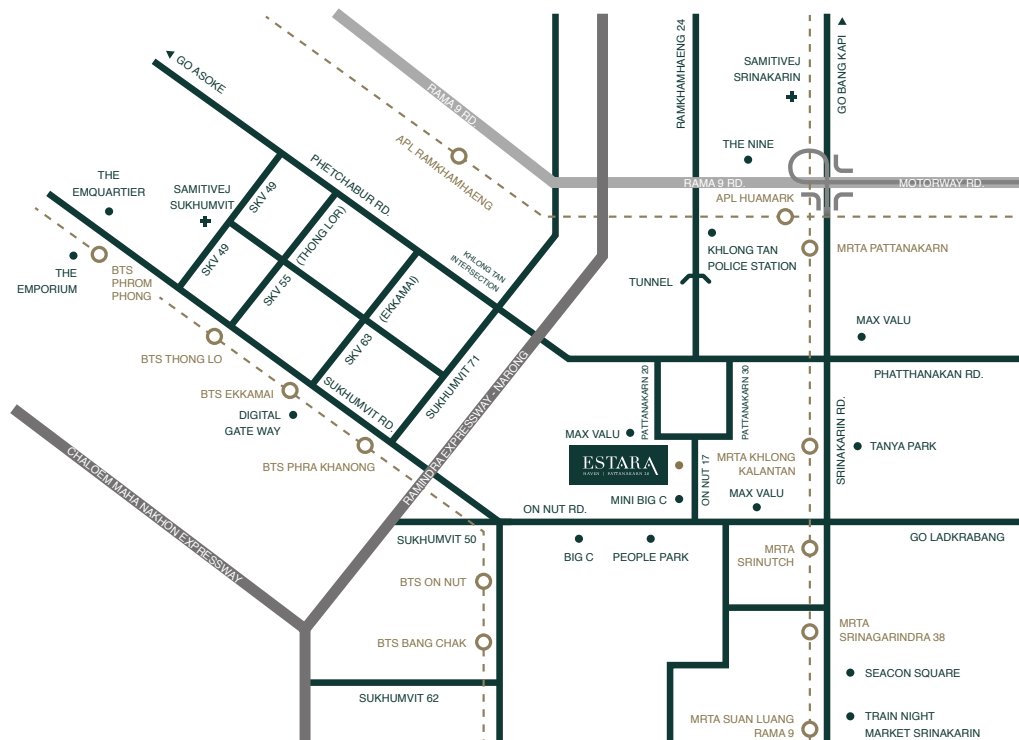 GO ASOKE
RAMA 9 RD.
RAMKHAMHAENG 24
GO BANG KAPI
SAMITIVEJ
SRINAKARIN
THE NINE
APL RAMKHAMHAENG
PHETCHABUR RD.
RAMA 9 RD.
MOTORWAY RD.
APL HUAMARK
THE
EMQUARTIER
SAMITIVEJ
SUKHUMVIT
SKV 49
(THONG LOR)
SKV 49
KHLONG TAN
INTERSECTION
KHLONG TAN
POLICE STATION
MRTA PATTANAKARN
THE
EMPORIUM
BTS
PHROM
PHONG
SKV 55
(EKKAMAI)
TUNNEL
MAX VALU
BTS THONG LO
SKV 63
SUKHUMVIT 71
PHATTHANAKAN RD.
BTS EKKAMAI
SUKHUMVIT RD.
RAMINDRA EXPRESSWAY - NARONG
PATTANAKARN 20
PATTANAKARN 30
SRINAKARIN RD.
DIGITAL
GATE WAY
MAX VALU
TANYA PARK
BTS PHRA KHANONG
ESTARA
HAVEN | PATTANAKARN 20
MRTA KHLONG
KALANTAN
ON NUT 17
MINI BIG C
MAX VALU
CHALOEM MAHA NAKHON EXPRESSWAY
ON NUT RD.
SUKHUMVIT 50
GO LADKRABANG
BIG C
PEOPLE PARK
MRTA
SRINUTCH
BTS ON NUT
BTS BANG CHAK
MRTA
SRINAGARINDRA 38
SEACON SQUARE
SUKHUMVIT 62
MRTA SUAN LUANG
RAMA 9
TRAIN NIGHT
MARKET SRINAKARIN